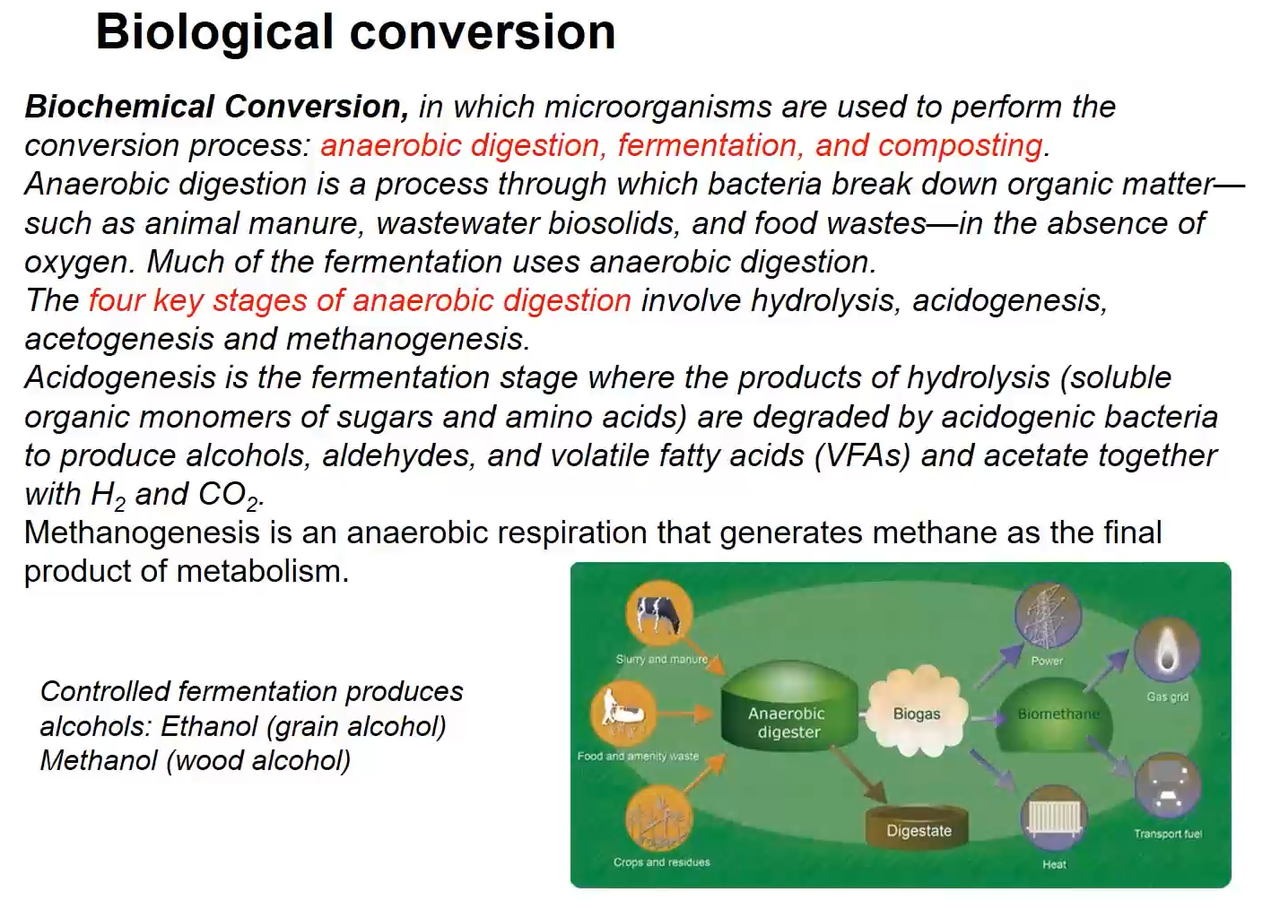 Biological conversion
Biochemical Conversion, in which microorganisms are used to perform the
conversion process: anaerobic digestion, fermentation, and composting.
Anaerobic digestion is a process through which bacteria break down organic matter—
such as animal manure, wastewater biosolids, and food wastes—in the absence of
oxygen. Much of the fermentation uses anaerobic digestion.
The four key stages of anaerobic digestion involve hydrolysis, acidogenesis,
acetogenesis and methanogenesis.
Acidogenesis is the fermentation stage where the products of hydrolysis (soluble
organic monomers of sugars and amino acids) are degraded by acidogenic bacteria
to produce alcohols, aldehydes, and volatile fatty acids (VFAs) and acetate together
with H₂ and CO₂.
Methanogenesis is an anaerobic respiration that generates methane as the final
product of metabolism.
Controlled fermentation produces
alcohols: Ethanol (grain alcohol)
Methanol (wood alcohol)
Slurry and manure
Food and amenity waste
Crops and residues
Anaerobic
digester
Biogas
Digestate
Power
Biomethane
Heat
Gas grid
Transport fuel